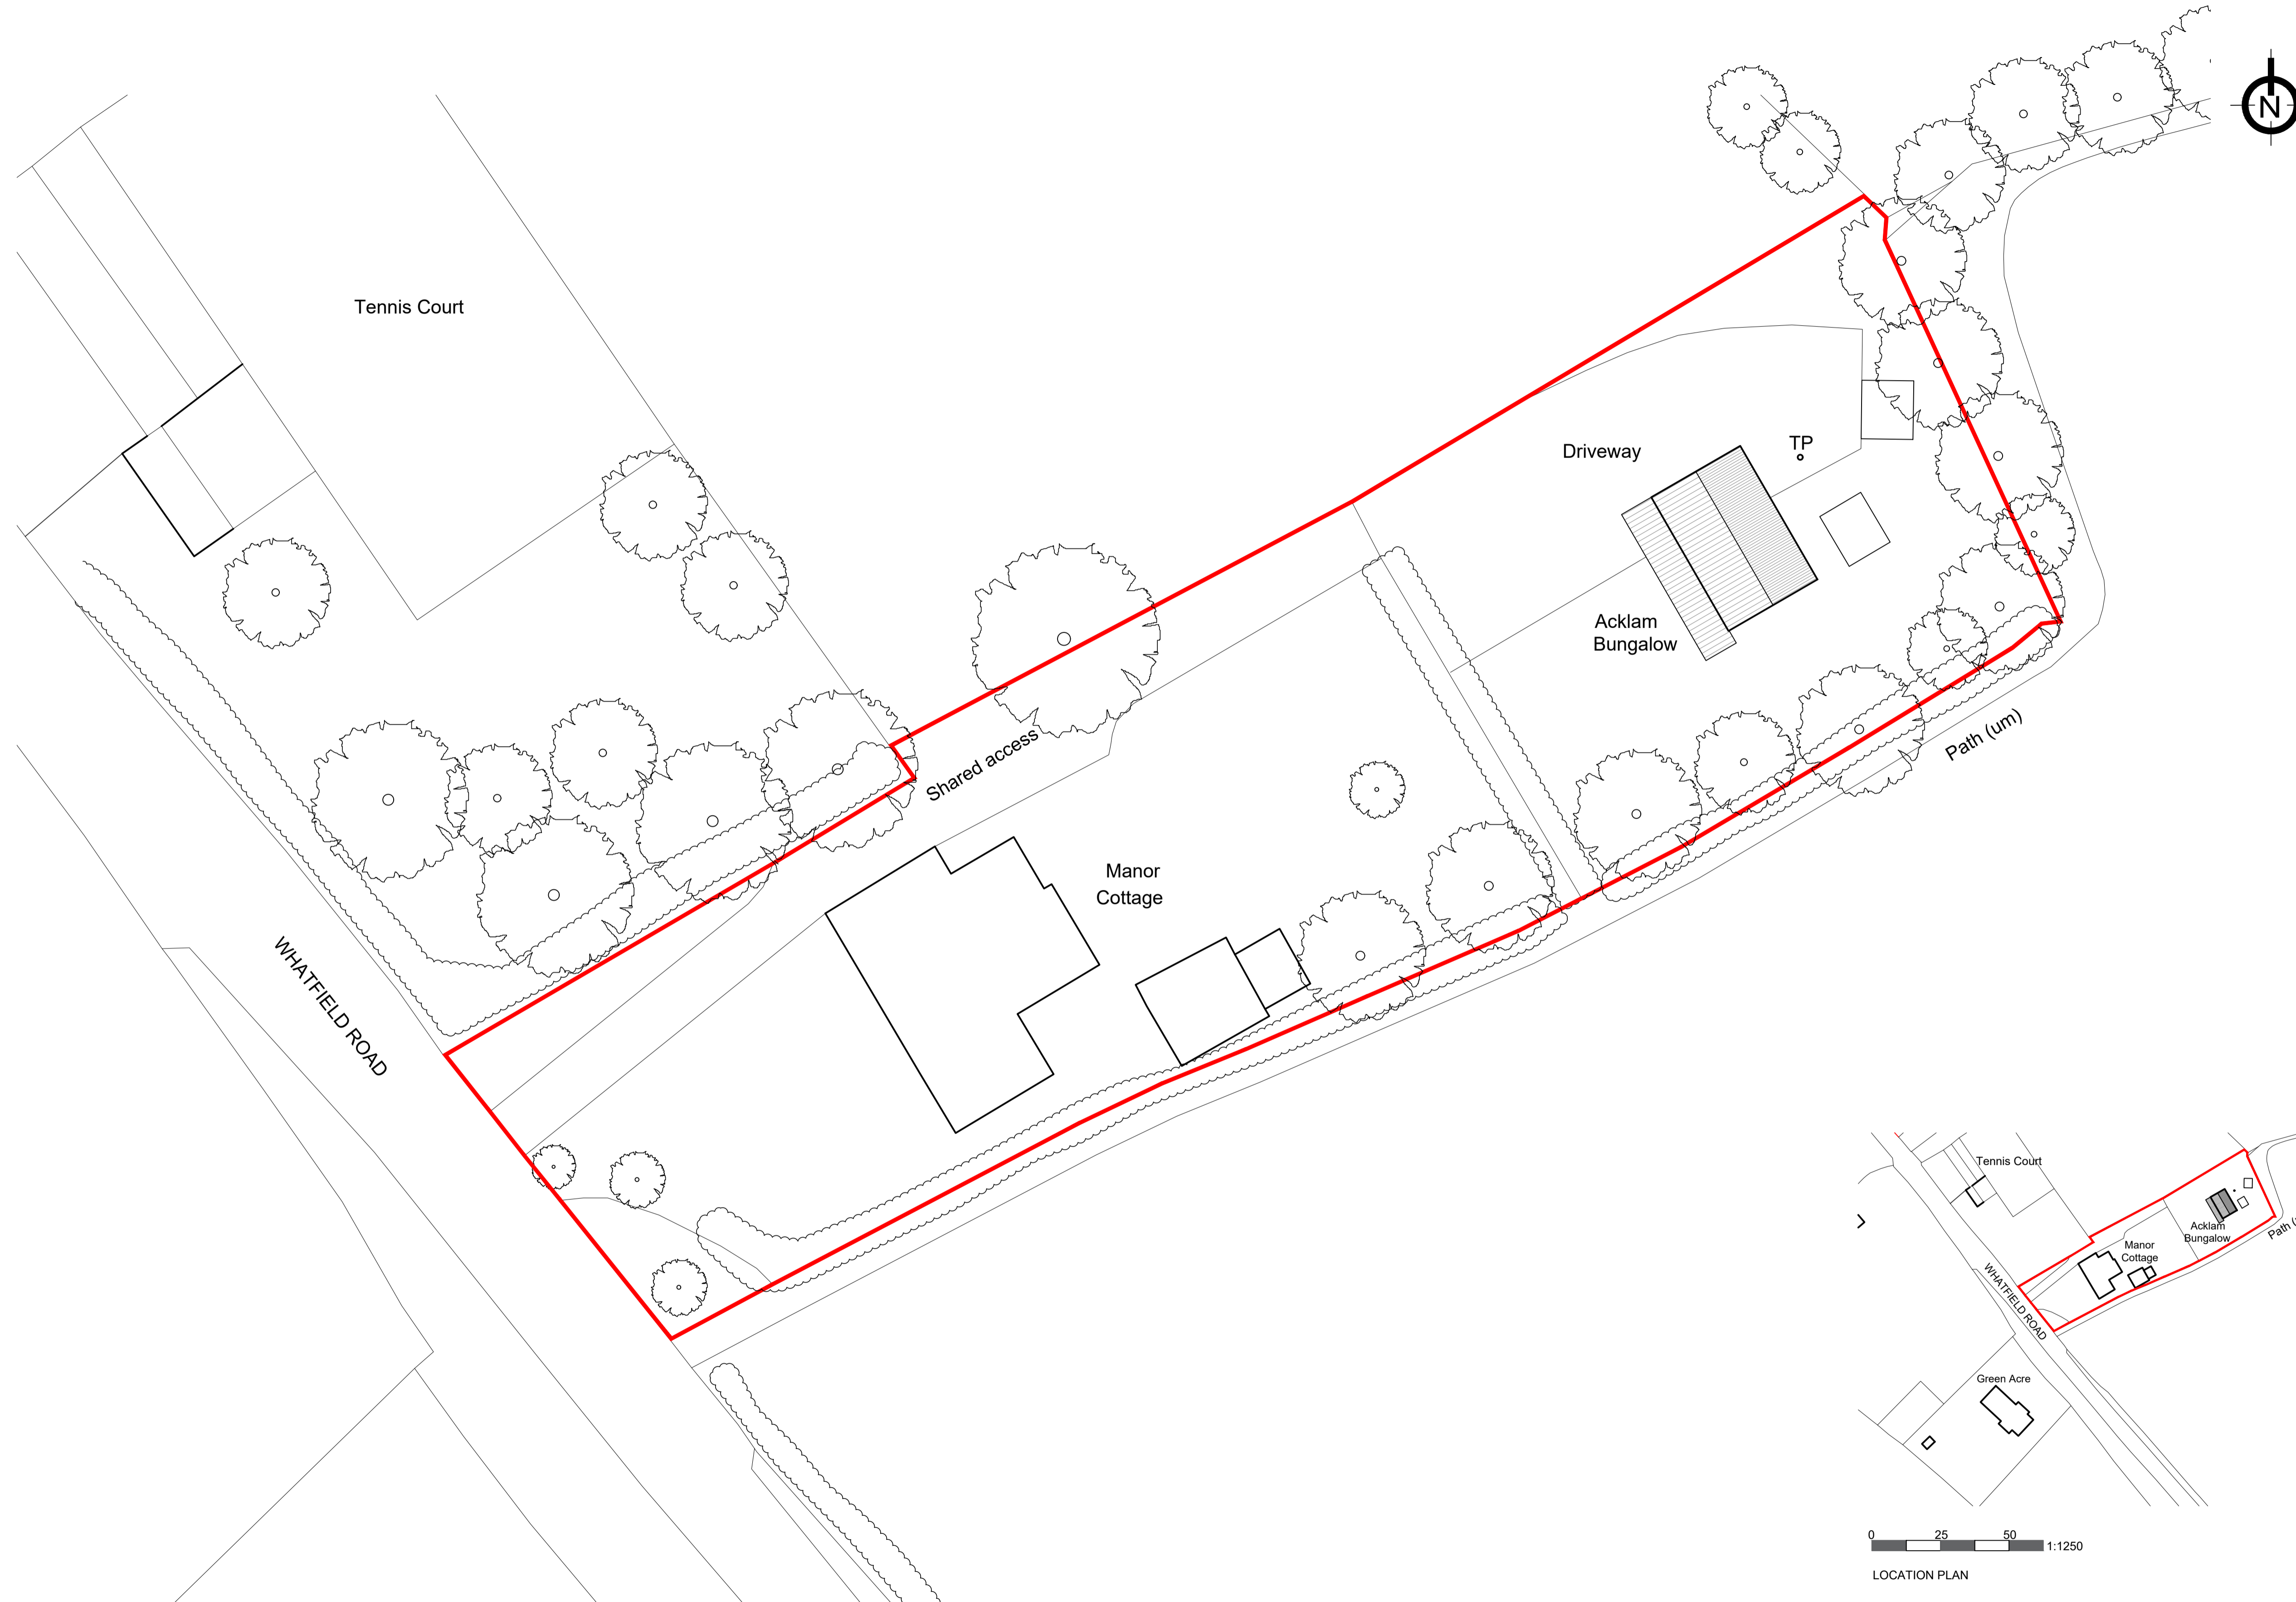 N
Tennis Court
Driveway
TP
Acklam
Bungalow
Path (um)
Shared access
Manor
Cottage
WHATFIELD ROAD
Tennis Court
Acklam
Bungalow
Path (
Manor
Cottage
WHATFIELD ROAD
Green Acre
0 25 50
1:1250
LOCATION PLAN